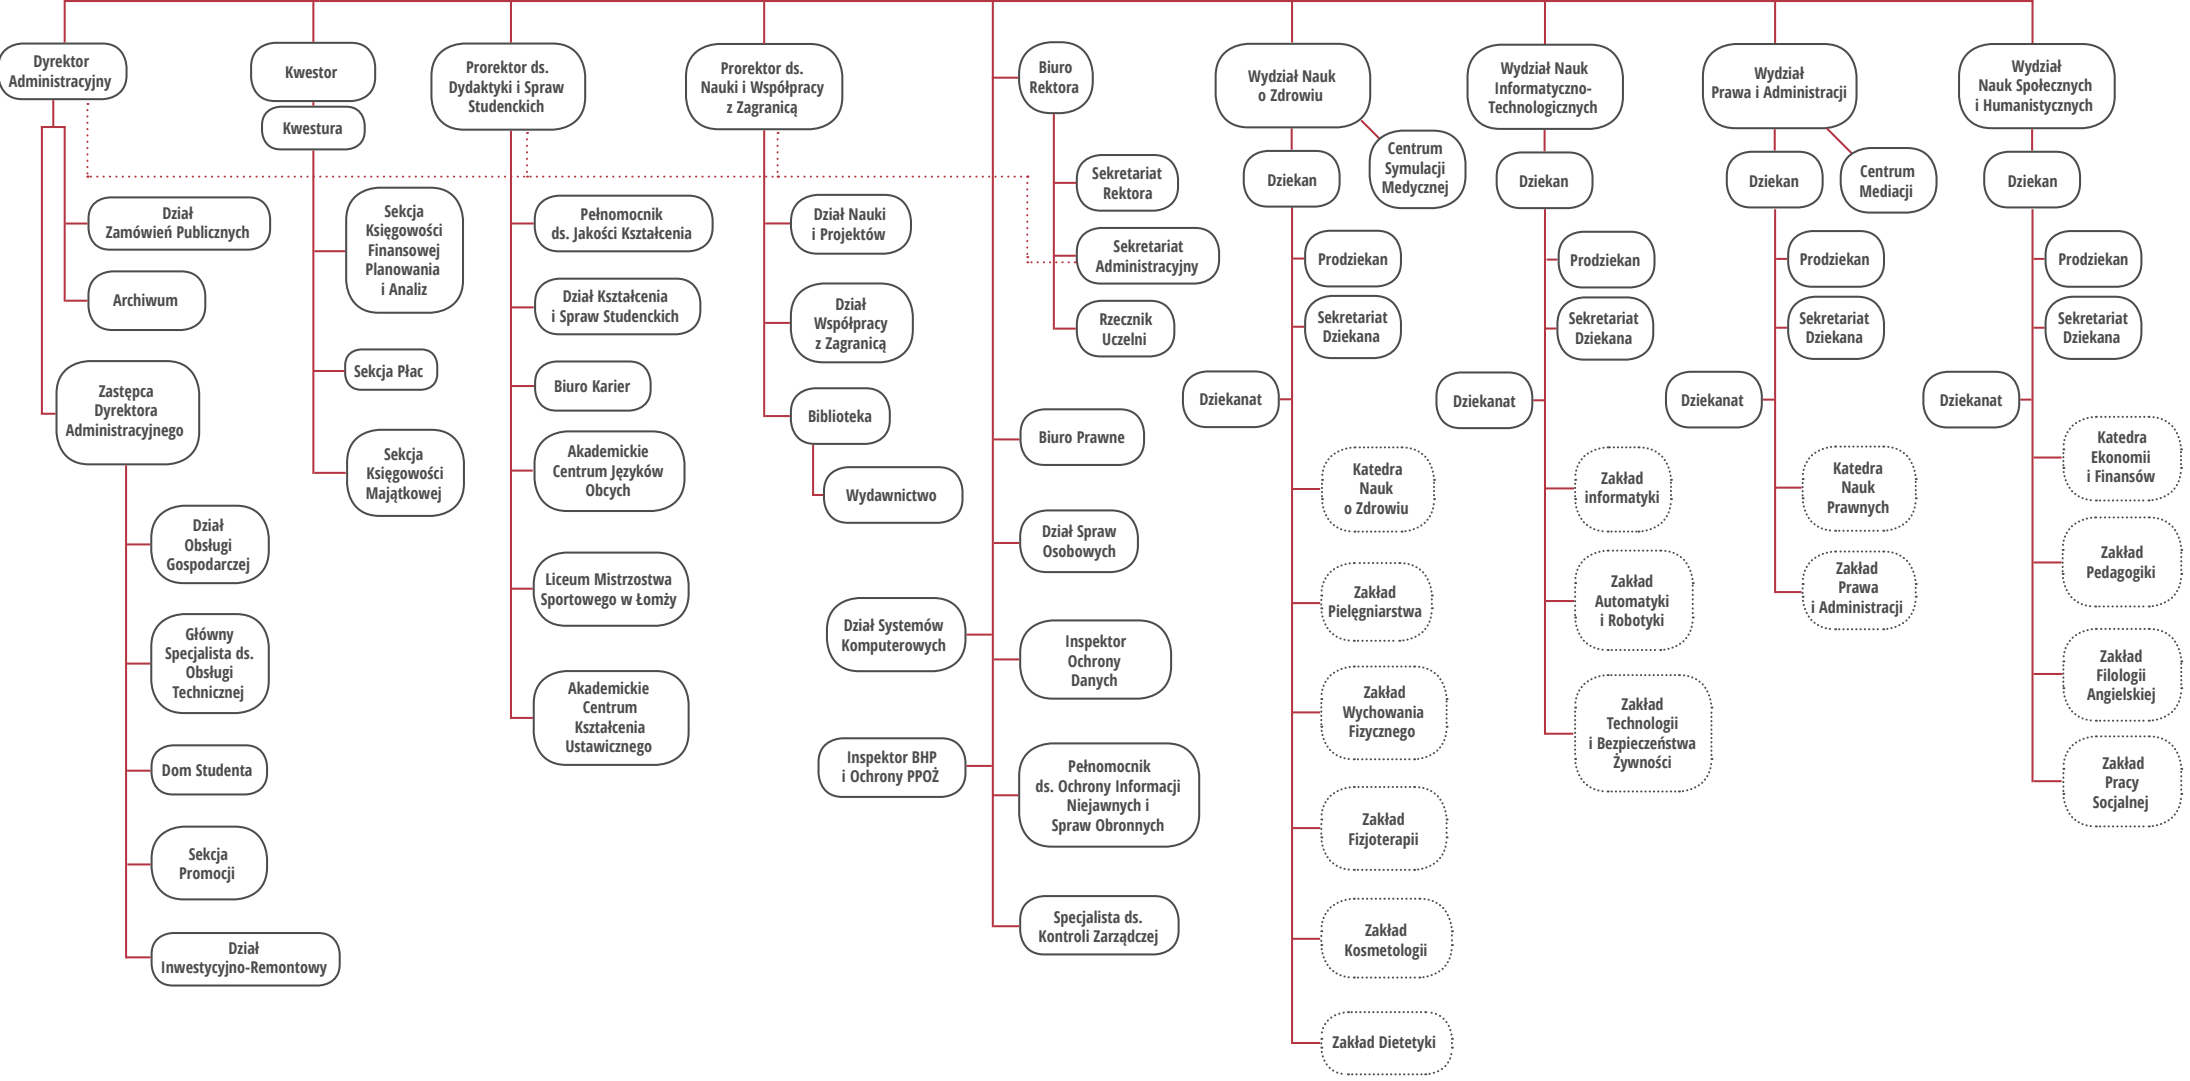 Dyrektor
Administracyjny
Dział
Zamówień Publicznych
Archiwum
Zastępca
Dyrektora
Administracyjnego
Dział
Obsługi
Gospodarczej
Główny
Specjalista ds.
Obsługi
Technicznej
Dom Studenta
Sekcja
Promocji
Dział
Inwestycyjno-Remontowy
Kwestor
Kwestura
Sekcja
Księgowości
Finansowej
Planowania
i Analiz
Sekcja Płac
Sekcja
Księgowości
Majątkowej
Prorektor ds.
Dydaktyki i Spraw
Studenckich
Pełnomocnik
ds. Jakości Kształcenia
Dział Kształcenia
i Spraw Studenckich
Biuro Karier
Akademickie
Centrum Języków
Obcych
Liceum Mistrzostwa
Sportowego w Łomży
Akademickie
Centrum
Kształcenia
Ustawicznego
Prorektor ds.
Nauki i Współpracy
z Zagranicą
Dział Nauki
i Projektów
Dział
Współpracy
z Zagranicą
Biblioteka
Wydawnictwo
Biuro
Rektora
Sekretariat
Rektora
Sekretariat
Administracyjny
Rzecznik
Uczelni
Biuro Prawne
Dział Spraw
Osobowych
Dział Systemów
Komputerowych
Inspektor
Ochrony
Danych
Inspektor BHP
i Ochrony PPOŻ
Pełnomocnik
ds. Ochrony Informacji
Niejawnych i
Spraw Obronnych
Specjalista ds.
Kontroli Zarządczej
Wydział Nauk
o Zdrowiu
Centrum
Symulacji
Medycznej
Dziekan
Prodziekan
Sekretariat
Dziekana
Dziekanat
Katedra
Nauk
o Zdrowiu
Zakład
Pielęgniarstwa
Zakład
Wychowania
Fizycznego
Zakład
Fizjoterapii
Zakład
Kosmetologii
Zakład Dietetyki
Wydział Nauk
Informatyczno-
Technologicznych
Dziekan
Prodziekan
Sekretariat
Dziekana
Dziekanat
Zakład
informatyki
Zakład
Automatyki
i Robotyki
Zakład
Technologii
i Bezpieczeństwa
Żywności
Wydział
Prawa i Administracji
Centrum
Mediacji
Dziekan
Prodziekan
Sekretariat
Dziekana
Dziekanat
Katedra
Nauk
Prawnych
Zakład
Prawa
i Administracji
Wydział
Nauk Społecznych
i Humanistycznych
Dziekan
Prodziekan
Sekretariat
Dziekana
Dziekanat
Katedra
Ekonomii
i Finansów
Zakład
Pedagogiki
Zakład
Filologii
Angielskiej
Zakład
Pracy
Socjalnej